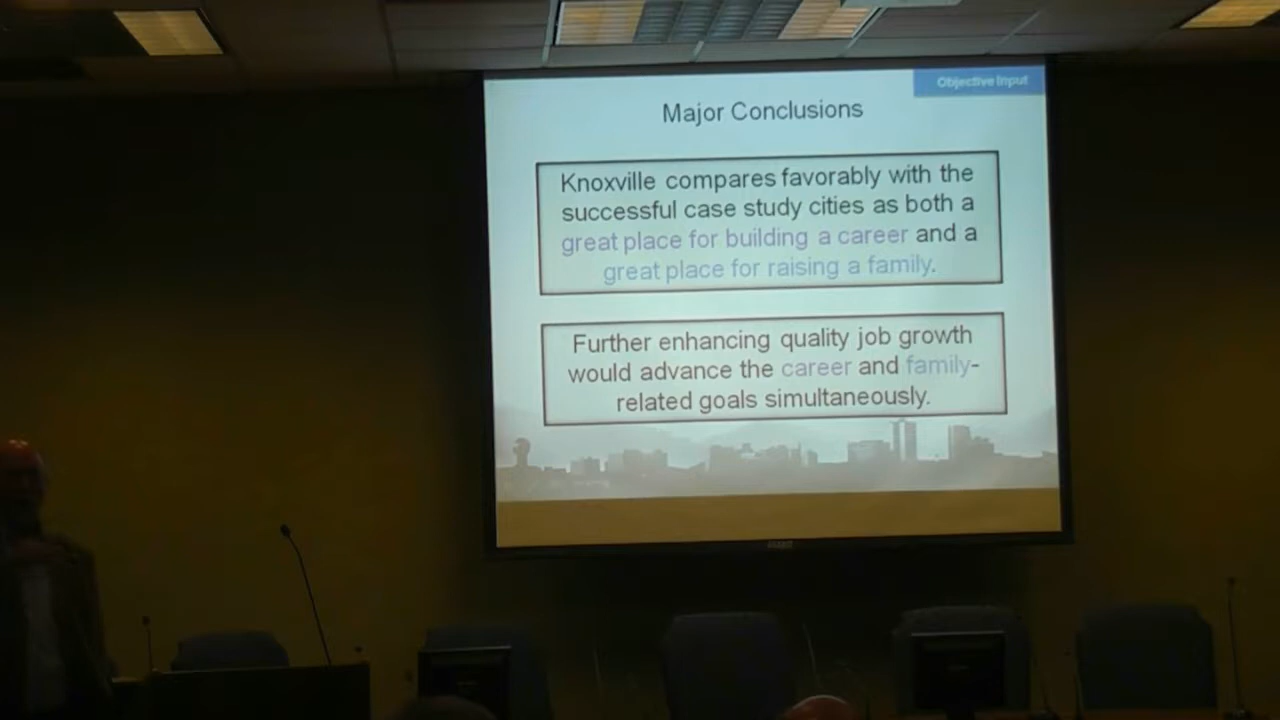 Objective Input
Major Conclusions
Knoxville compares favorably with the
successful case study cities as both a
great place for building a career and a
great place for raising a family.
Further enhancing quality job growth
would advance the career and family-
related goals simultaneously.